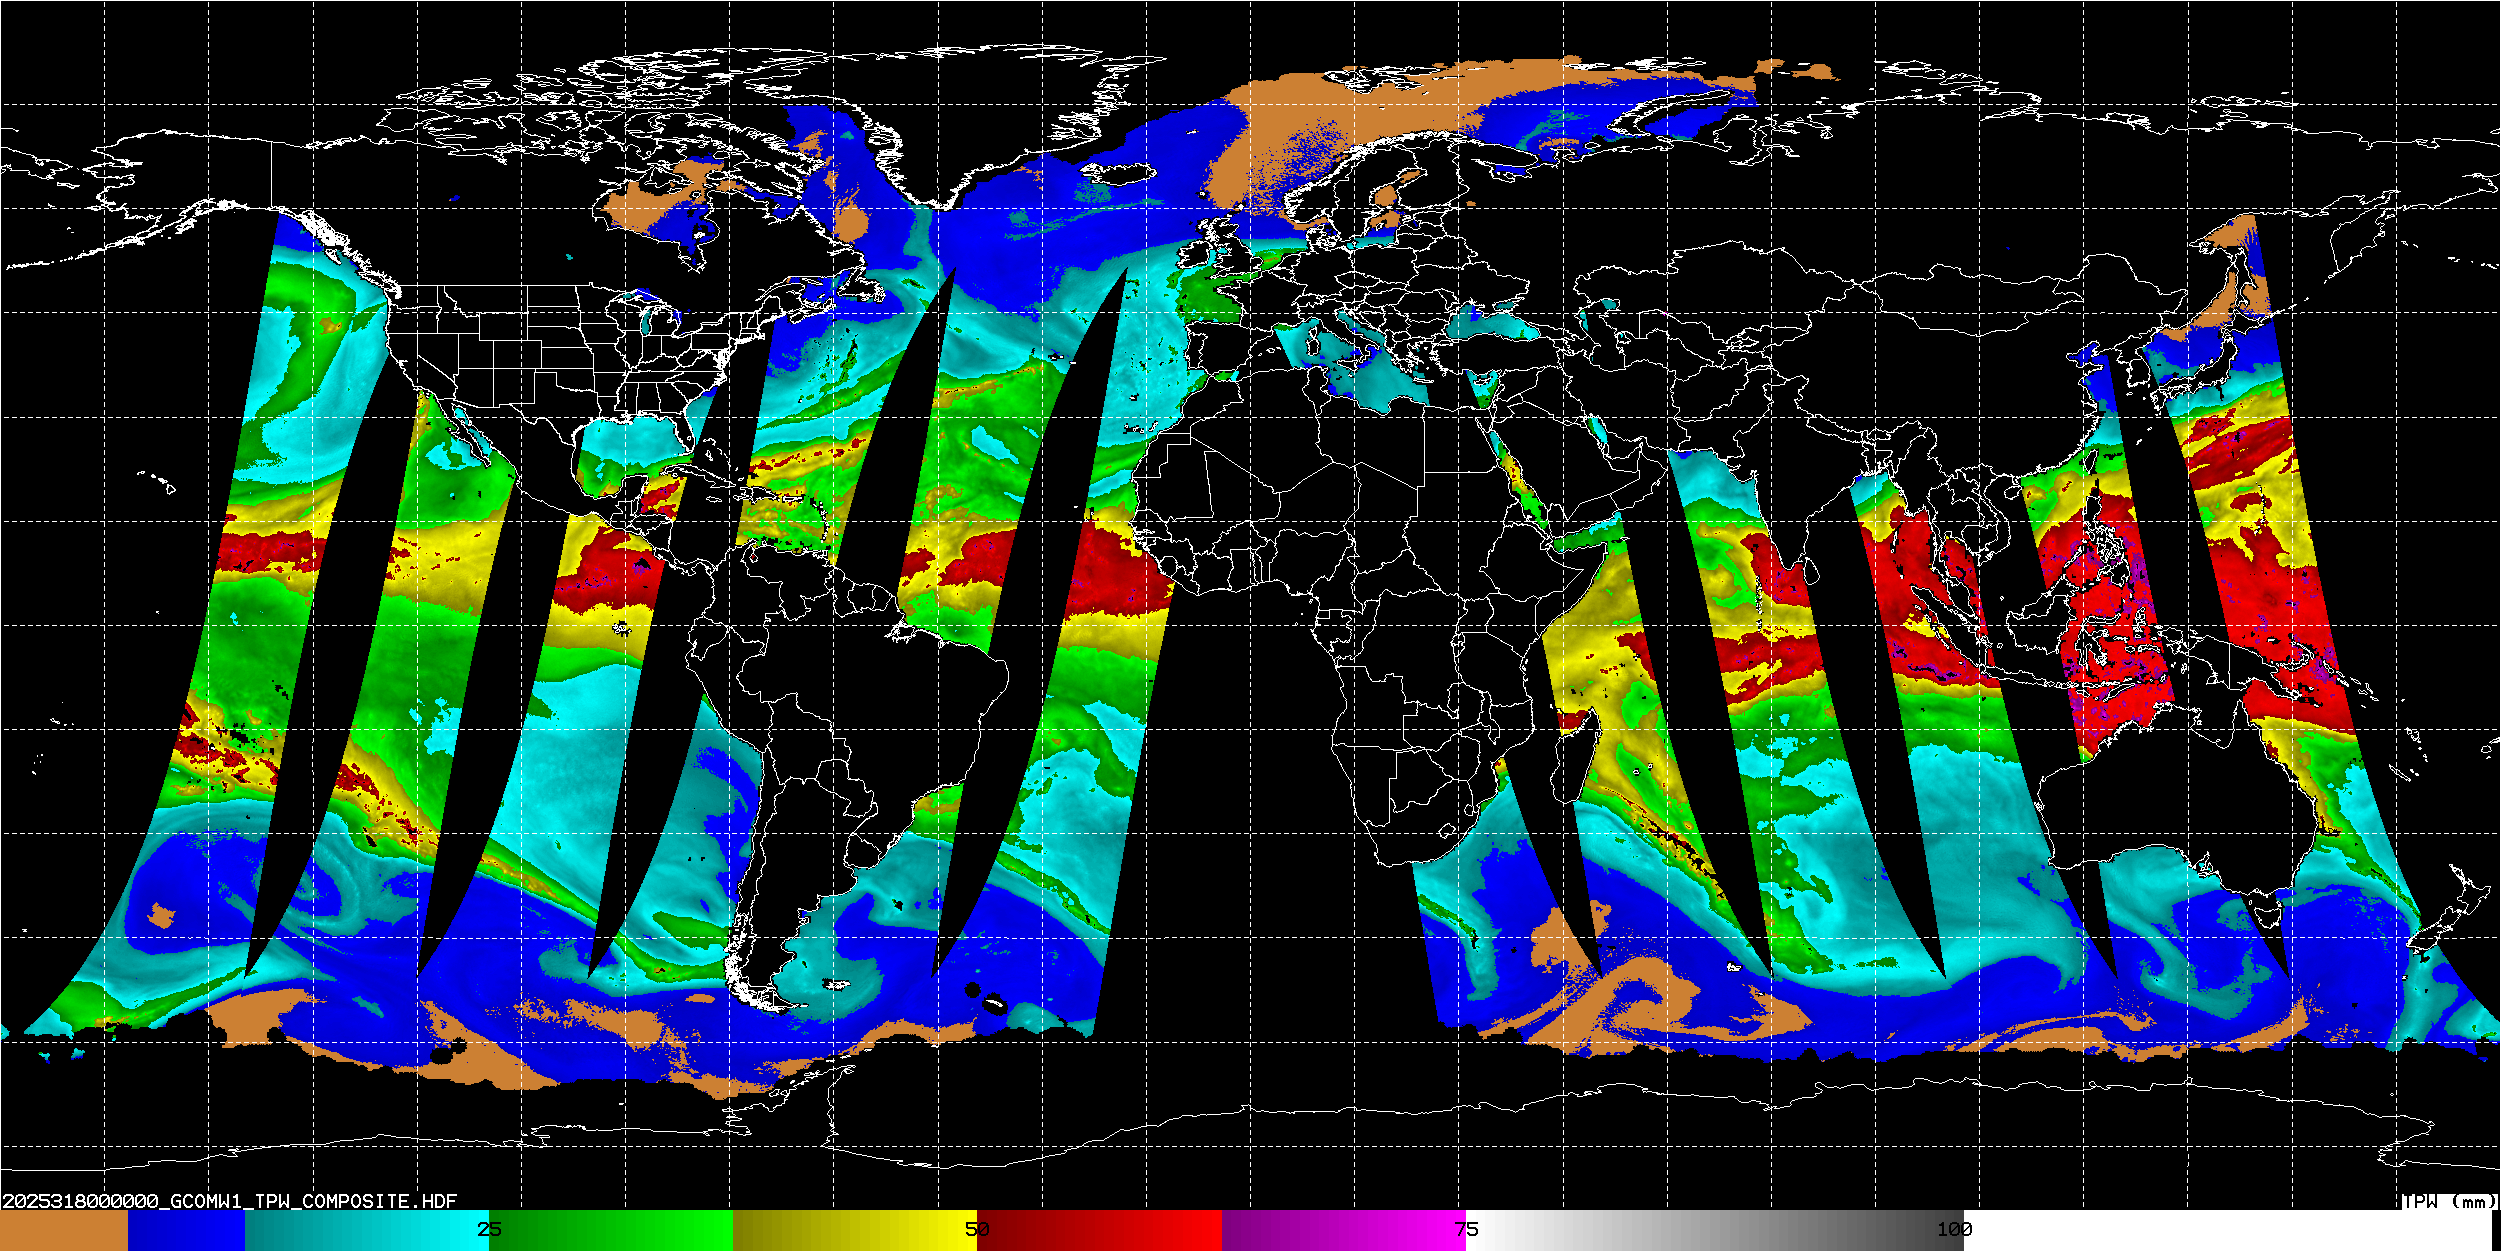 2025318000000_GCOMW1_TPW_COMPOSITE.HDF
TPW (mm)
25 50 75 100